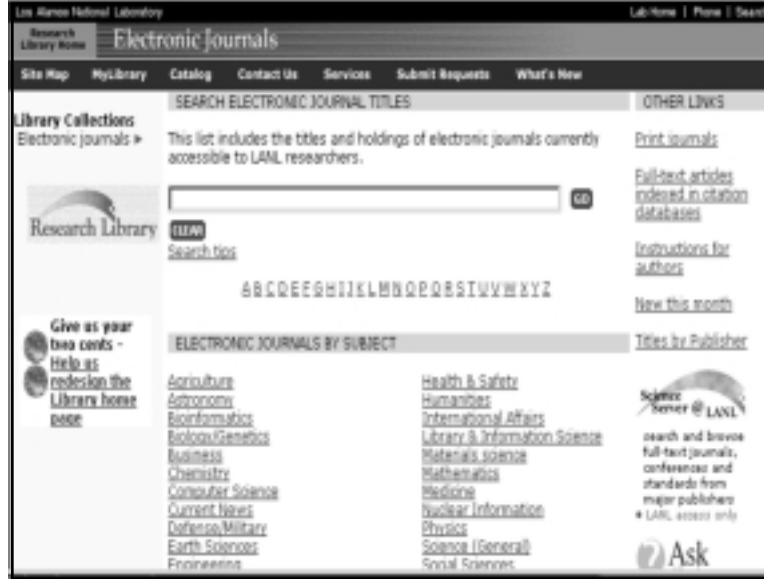 Los Alamos National Laboratory
Lab Home | Phone | Search
Research
Library Home
Electronic Journals
Site Map MyLibrary Catalog Contact Us Services Submit Requests What's New
Library Collections
Electronic journals
Research Library
Give us your
two cents -
Help us
redesign the
Library home
page
SEARCH ELECTRONIC JOURNAL TITLES
This list includes the titles and holdings of electronic journals currently
accessible to LANL researchers.
GO
CLEAR
Search tips
A B C D E F G H I J K L M N O P Q R S T U V W X Y Z
ELECTRONIC JOURNALS BY SUBJECT
Agriculture
Astronomy
Bioinformatics
Biology/Genetics
Business
Chemistry
Computer Science
Current News
Defense/Military
Earth Sciences
Engineering
Health & Safety
Humanities
International Affairs
Library & Information Science
Materials science
Mathematics
Medicine
Nuclear Information
Physics
Science (General)
Social Sciences
OTHER LINKS
Print journals
Full-text articles
indexed in citation
databases
Instructions for
authors
New this month
Titles by Publisher
Science
Server @ LANL
search and browse
full-text journals,
conferences and
standards from
major publishers
* LANL access only
? Ask